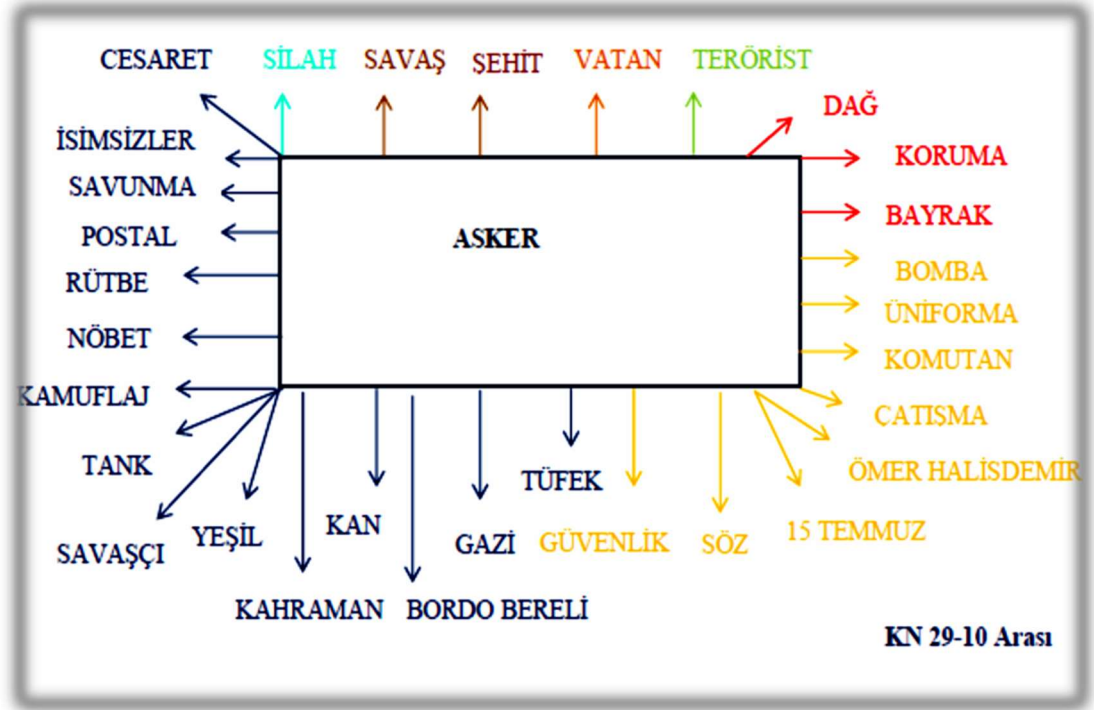 CESARET
SİLAH
SAVAŞ
ŞEHİT
VATAN
TERÖRİST
DAĞ
İSİMSİZLER
KORUMA
SAVUNMA
BAYRAK
POSTAL
ASKER
BOMBA
RÜTBE
ÜNİFORMA
NÖBET
KOMUTAN
KAMUFLAJ
ÇATIŞMA
TANK
ÖMER HALİSDEMİR
TÜFEK
SAVAŞÇI
YEŞİL
KAN
GAZİ
GÜVENLİK
SÖZ
15 TEMMUZ
KAHRAMAN
BORDO BERELİ
KN 29-10 Arası